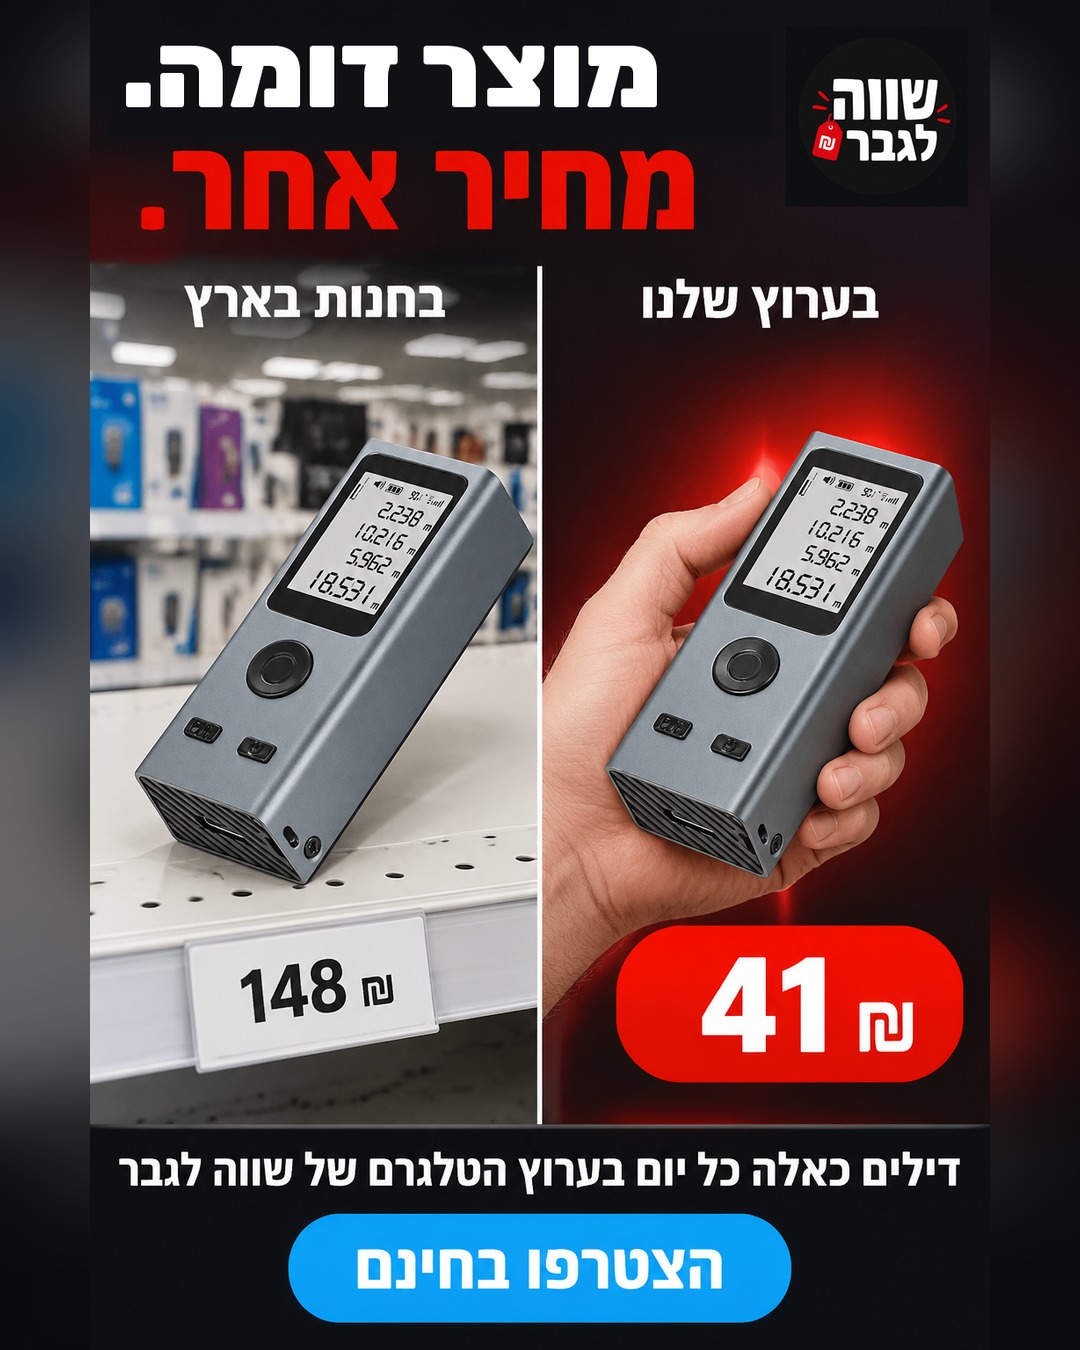 מוצר דומה.
מחיר אחר.
שווה
לגבר
₪
בערוץ שלנו
בחנות בארץ
2.238 m
10.216 m
5.962 m
18.531 m
2.238 m
10.216 m
5.962 m
18.531 m
41 ₪
148 ₪
דילים כאלה כל יום בערוץ הטלגרם של שווה לגבר
הצטרפו בחינם